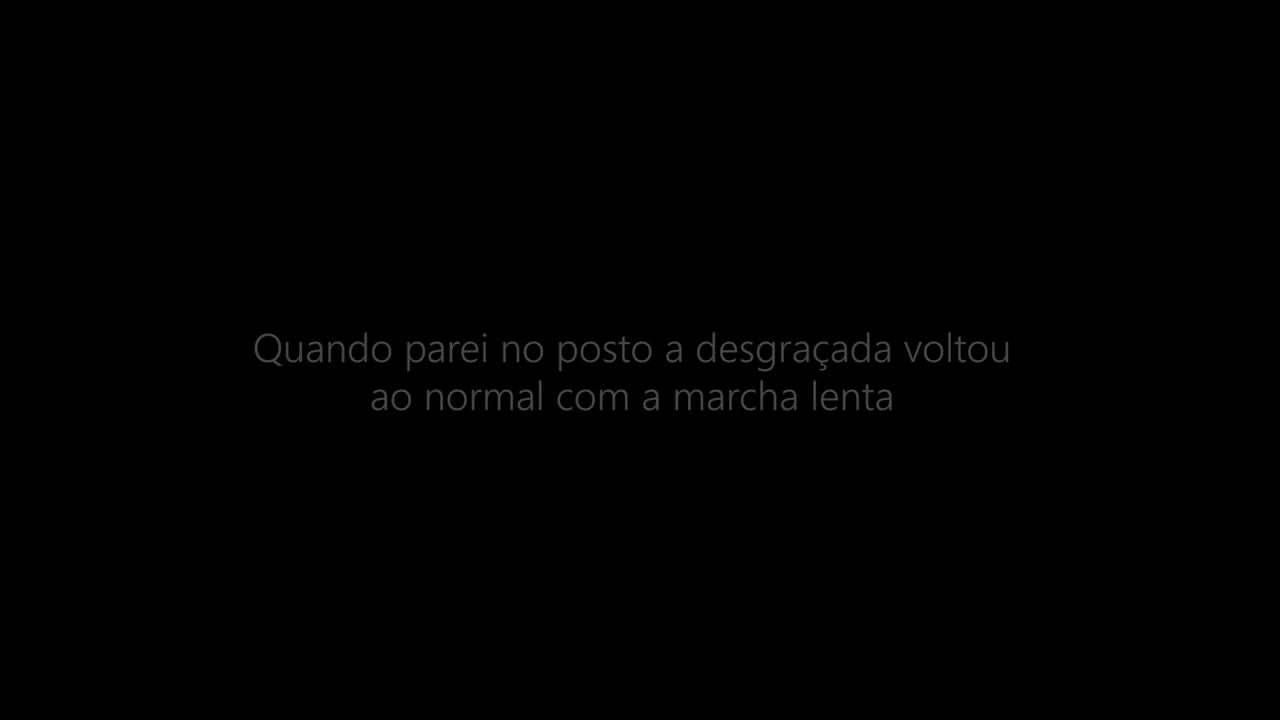 Quando parei no posto a desgraçada voltou
ao normal com a marcha lenta